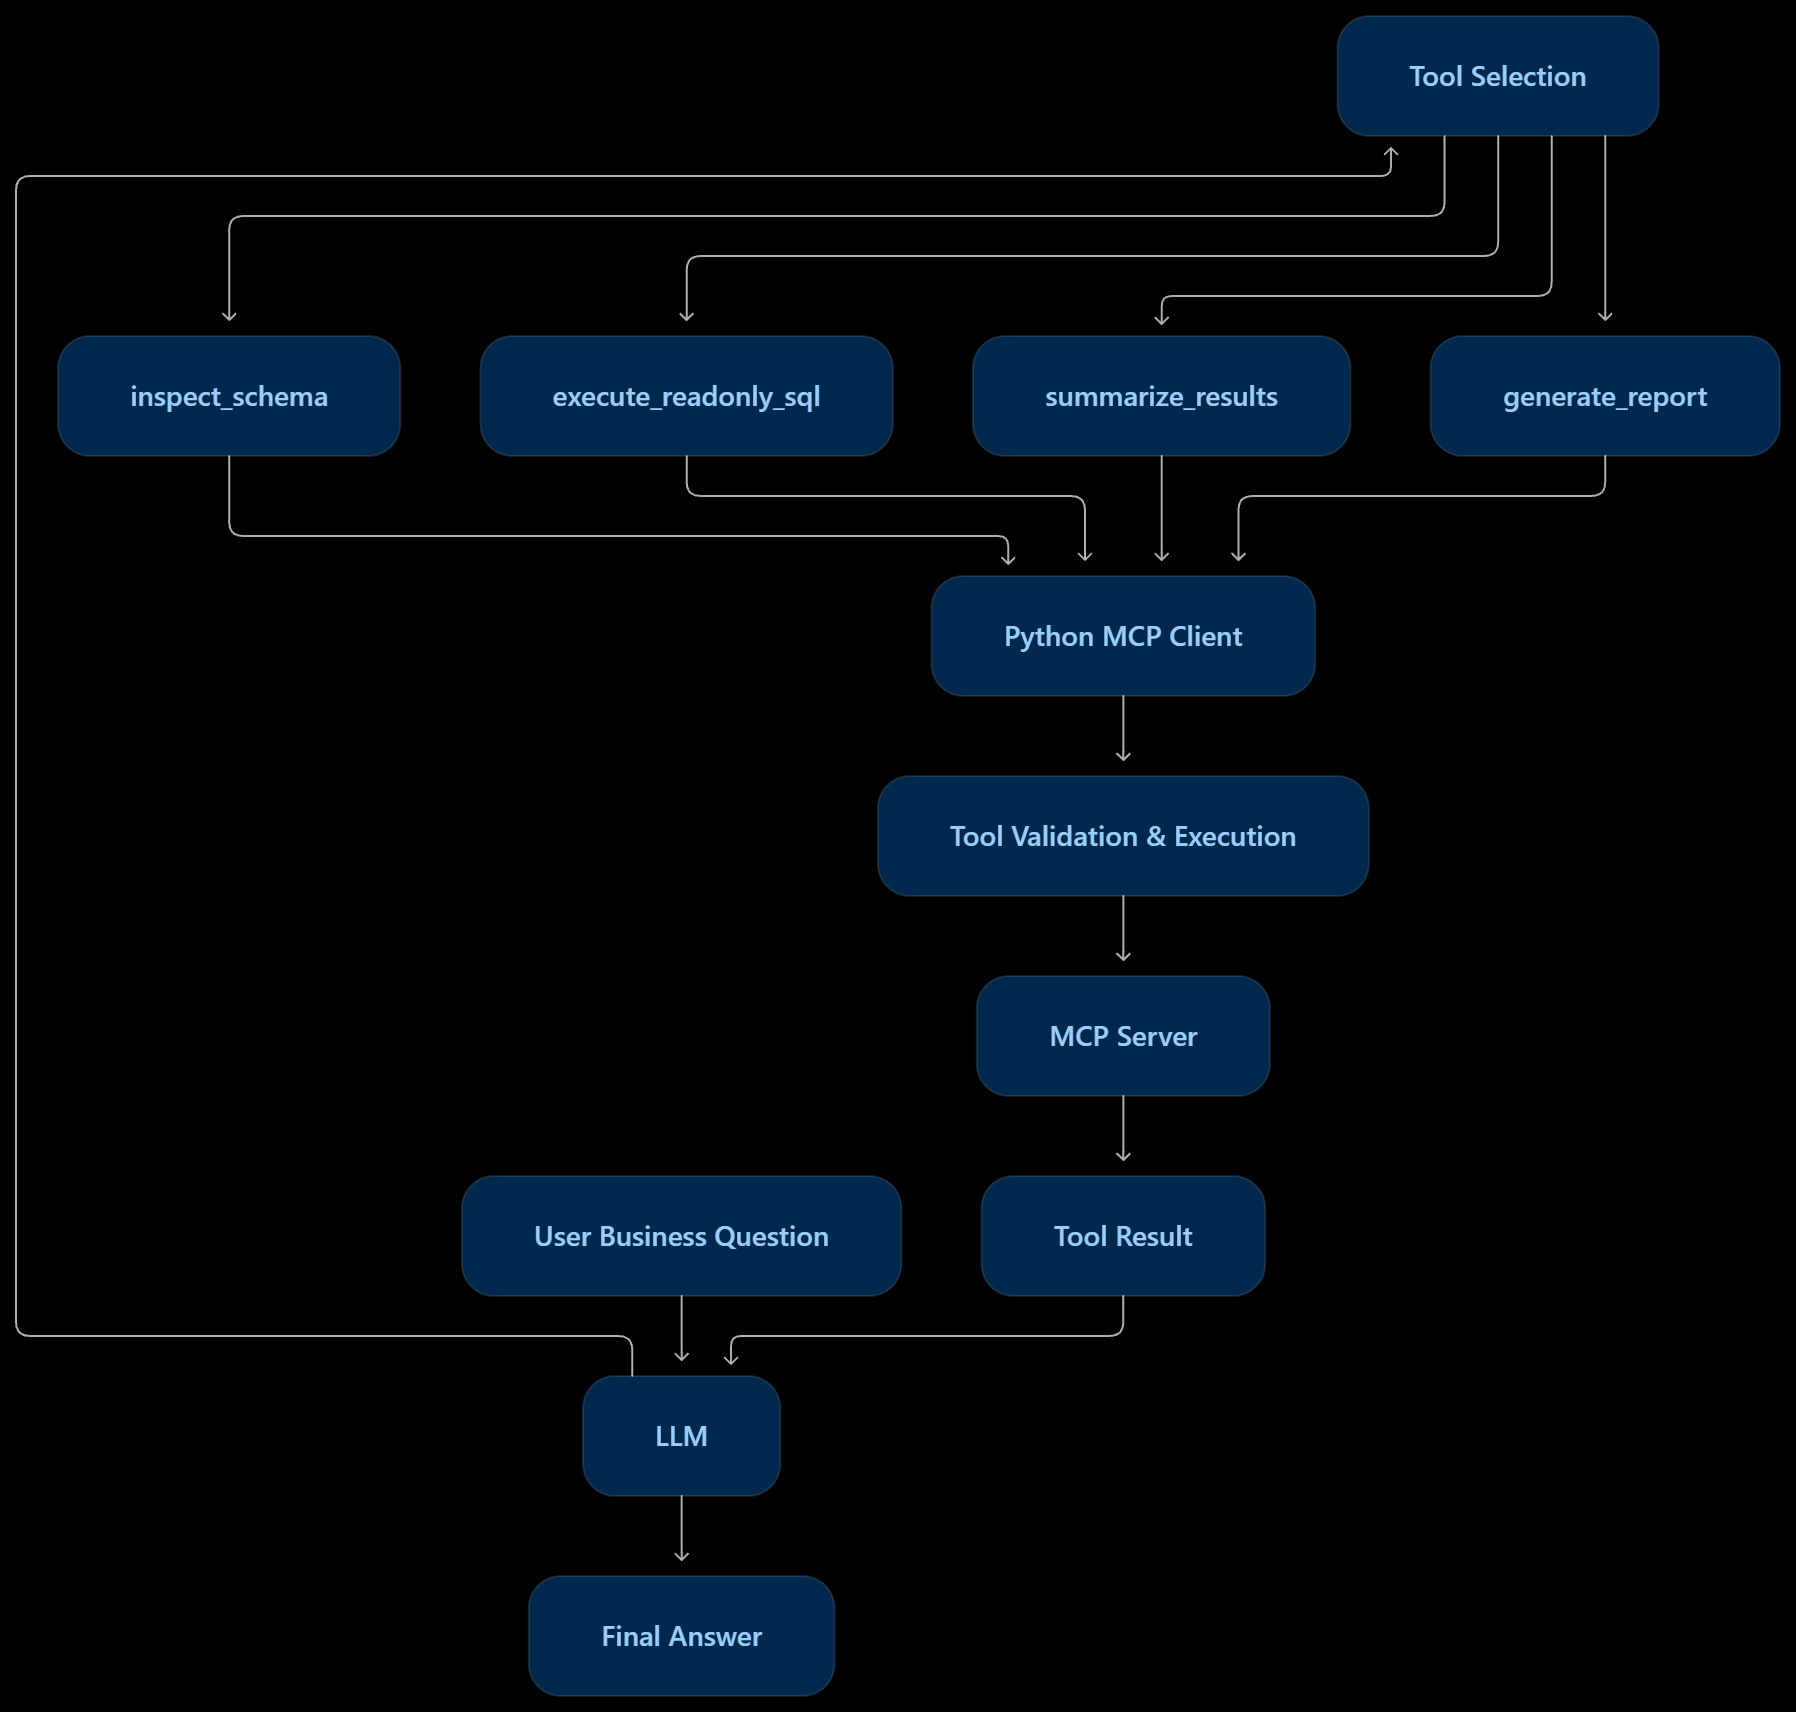 Tool Selection
inspect_schema
execute_readonly_sql
summarize_results
generate_report
Python MCP Client
Tool Validation & Execution
MCP Server
User Business Question
Tool Result
LLM
Final Answer